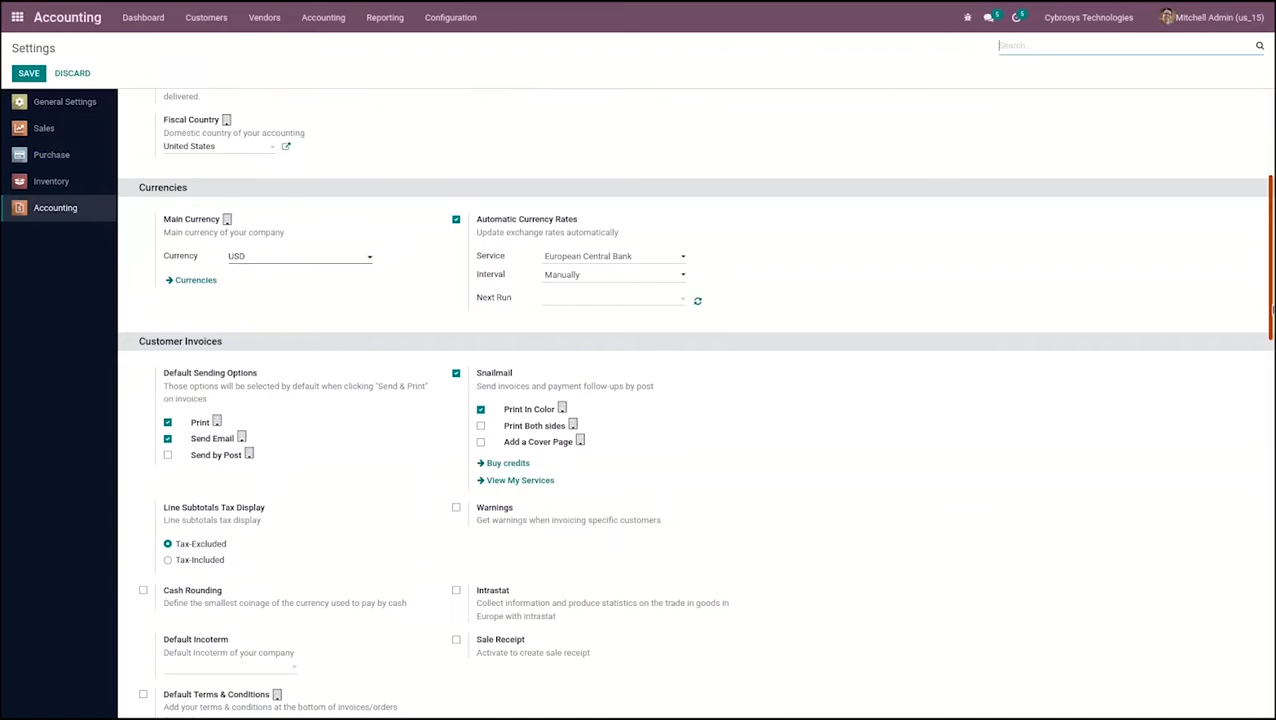 Accounting Dashboard Customers Vendors Accounting Reporting Configuration 5 5 Cybrosys Technologies Mitchell Admin (us_15)
Settings Search...
SAVE DISCARD
General Settings
Sales
Purchase
Inventory
Accounting
delivered.
Fiscal Country
Domestic country of your accounting
United States
Currencies
Main Currency
Main currency of your company
Currency USD
Currencies
Automatic Currency Rates
Update exchange rates automatically
Service European Central Bank
Interval Manually
Next Run
Customer Invoices
Default Sending Options
Those options will be selected by default when clicking "Send & Print"
on invoices
Print
Send Email
Send by Post
Snailmail
Send invoices and payment follow-ups by post
Print In Color
Print Both sides
Add a Cover Page
Buy credits
View My Services
Line Subtotals Tax Display
Line subtotals tax display
Tax-Excluded
Tax-Included
Warnings
Get warnings when invoicing specific customers
Cash Rounding
Define the smallest coinage of the currency used to pay by cash
Intrastat
Collect information and produce statistics on the trade in goods in
Europe with intrastat
Default Incoterm
Default Incoterm of your company
Sale Receipt
Activate to create sale receipt
Default Terms & Conditions
Add your terms & conditions at the bottom of invoices/orders